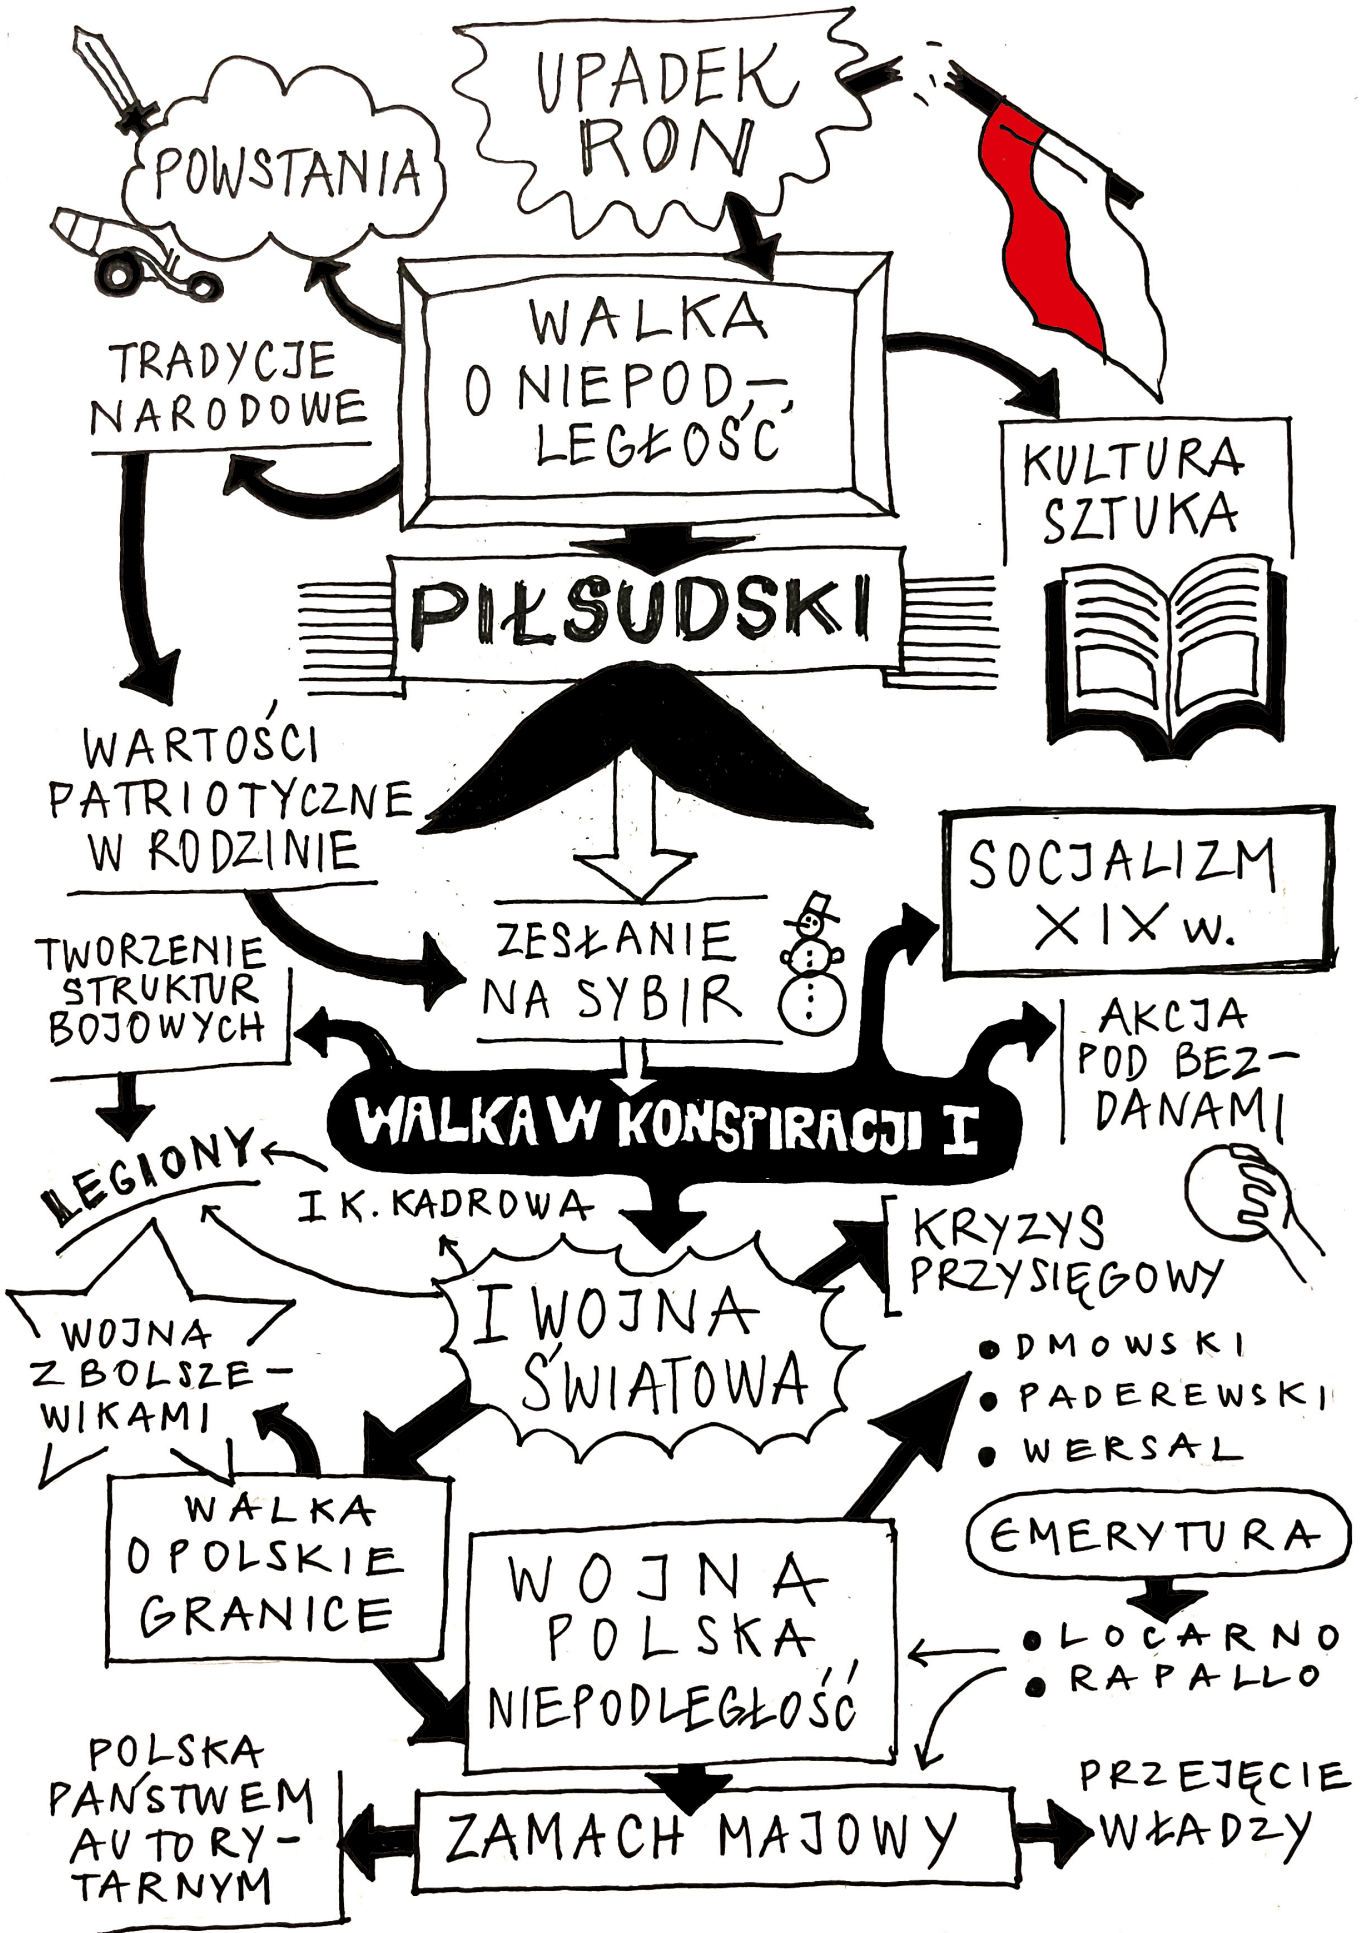 UPADEK
RON
POWSTANIA
WALKA
O NIEPOD-
LEGŁOŚĆ
TRADYCJE
NARODOWE
KULTURA
SZTUKA
PIŁSUDSKI
WARTOŚCI
PATRIOTYCZNE
W RODZINIE
SOCJALIZM
XIX w.
ZESŁANIE
NA SYBIR
TWORZENIE
STRUKTUR
BOJOWYCH
AKCJA
POD BEZ-
DANAMI
WALKA W KONSPIRACJI I
LEGIONY
I K. KADROWA
KRYZYS
PRZYSIĘGOWY
I WOJNA
ŚWIATOWA
WOJNA
Z BOLSZE-
WIKAMI
• DMOWSKI
• PADEREWSKI
• WERSAL
WALKA
O POLSKIE
GRANICE
EMERYTURA
WOJNA
POLSKA
NIEPODLEGŁOŚĆ
• LOCARNO
• RAPALLO
POLSKA
PAŃSTWEM
AUTORY-
TARNYM
ZAMACH MAJOWY
PRZEJĘCIE
WŁADZY